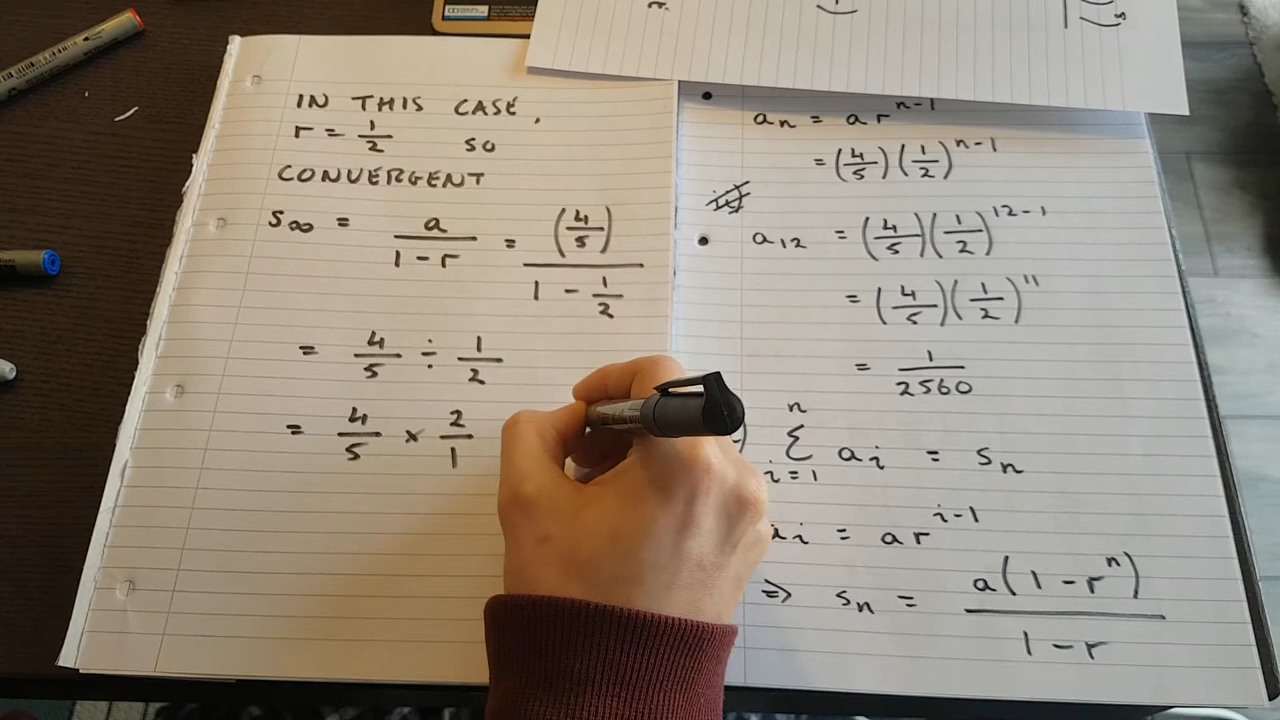 IN THIS CASE,
r = 1/2 so
CONVERGENT
S∞ = a/(1 - r) = (4/5)/(1 - 1/2)
= 4/5 ÷ 1/2
= 4/5 × 2/1
• an = ar^(n-1)
= (4/5)(1/2)^(n-1)
• a12 = (4/5)(1/2)^(12-1)
= (4/5)(1/2)^11
= 1/2560
) n Σ i=1 ai = Sn
ai = ar^(i-1)
=> Sn = a(1 - r^n)/(1 - r)